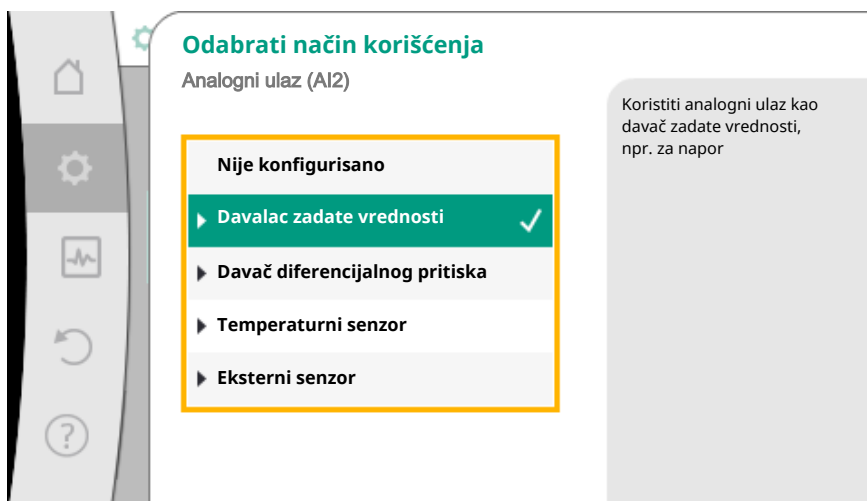 Odabrati način korišćenja
Analogni ulaz (AI2)
Nije konfigurisano
Davalac zadate vrednosti
Davač diferencijalnog pritiska
Temperaturni senzor
Eksterni senzor
Koristiti analogni ulaz kao
davač zadate vrednosti,
npr. za napor
?